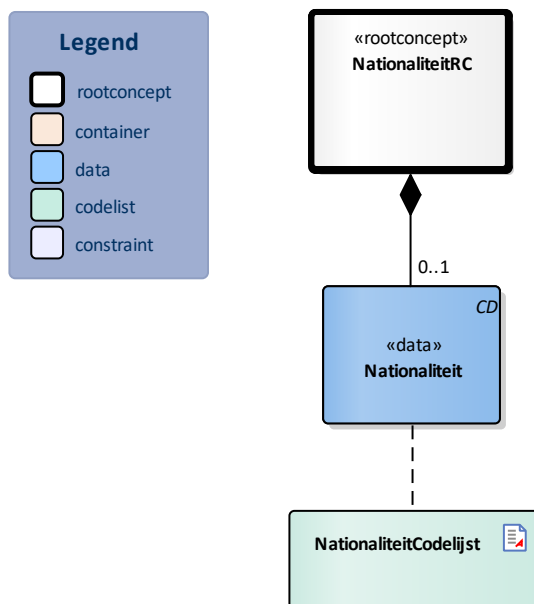 Legend
rootconcept
container
data
codelist
constraint
«rootconcept»
NationaliteitRC
0..1
CD
«data»
Nationaliteit
NationaliteitCodelijst